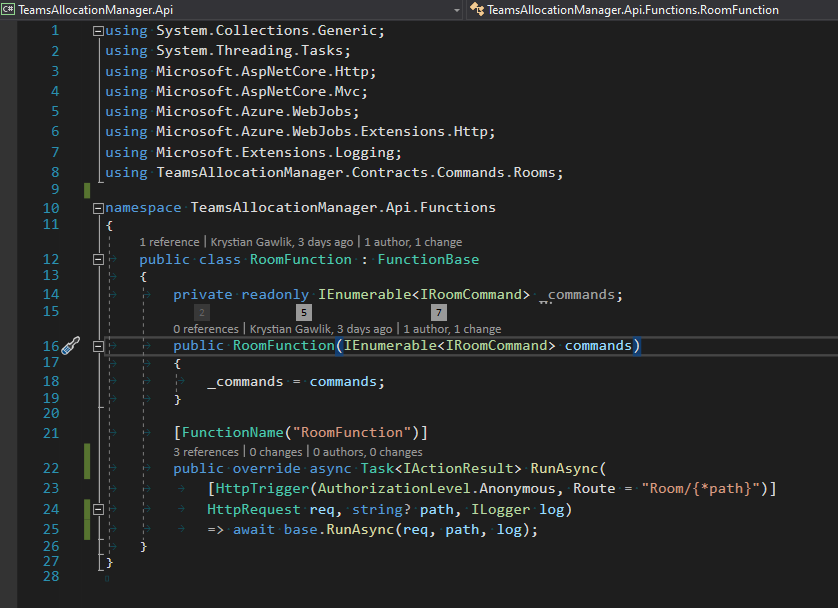 C# TeamsAllocationManager.Api TeamsAllocationManager.Api.Functions.RoomFunction
1 using System.Collections.Generic;
2 using System.Threading.Tasks;
3 using Microsoft.AspNetCore.Http;
4 using Microsoft.AspNetCore.Mvc;
5 using Microsoft.Azure.WebJobs;
6 using Microsoft.Azure.WebJobs.Extensions.Http;
7 using Microsoft.Extensions.Logging;
8 using TeamsAllocationManager.Contracts.Commands.Rooms;
9
10 namespace TeamsAllocationManager.Api.Functions
11 {
1 reference | Krystian Gawlik, 3 days ago | 1 author, 1 change
12 public class RoomFunction : FunctionBase
13 {
14 private readonly IEnumerable<IRoomCommand> _commands;
15
2 5 7
0 references | Krystian Gawlik, 3 days ago | 1 author, 1 change
16 public RoomFunction(IEnumerable<IRoomCommand> commands)
17 {
18 _commands = commands;
19 }
20
21 [FunctionName("RoomFunction")]
3 references | 0 changes | 0 authors, 0 changes
22 public override async Task<IActionResult> RunAsync(
23 [HttpTrigger(AuthorizationLevel.Anonymous, Route = "Room/{*path}")]
24 HttpRequest req, string? path, ILogger log)
25 => await base.RunAsync(req, path, log);
26 }
27 }
28